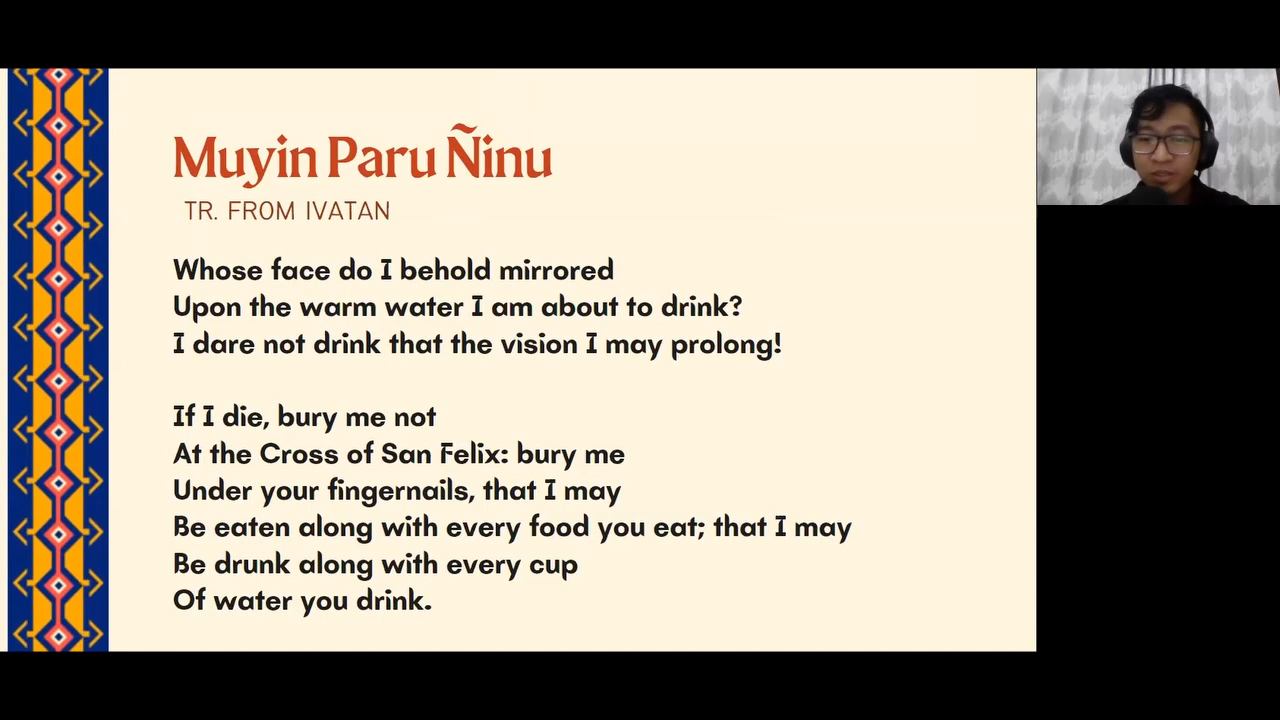 Muyin Paru Ñinu
TR. FROM IVATAN
Whose face do I behold mirrored
Upon the warm water I am about to drink?
I dare not drink that the vision I may prolong!
If I die, bury me not
At the Cross of San Felix: bury me
Under your fingernails, that I may
Be eaten along with every food you eat; that I may
Be drunk along with every cup
Of water you drink.